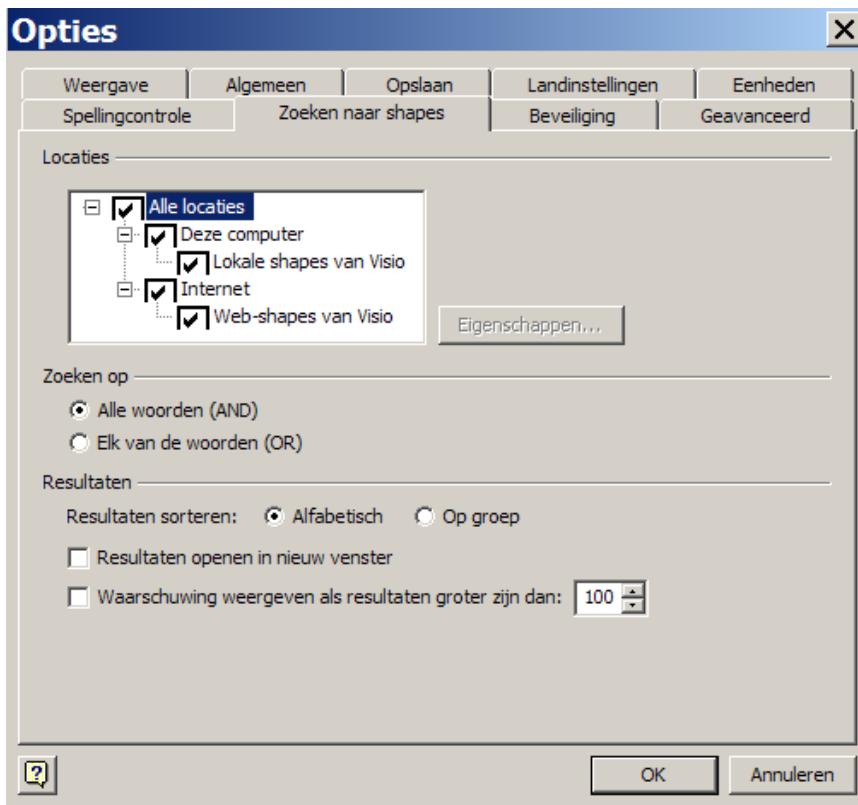 Opties
Weergave Algemeen Opslaan Landinstellingen Eenheden
Spellingcontrole Zoeken naar shapes Beveiliging Geavanceerd
Locaties
Alle locaties
Deze computer
Lokale shapes van Visio
Internet
Web-shapes van Visio
Eigenschappen...
Zoeken op
Alle woorden (AND)
Elk van de woorden (OR)
Resultaten
Resultaten sorteren: Alfabetisch Op groep
Resultaten openen in nieuw venster
Waarschuwing weergeven als resultaten groter zijn dan: 100
OK Annuleren